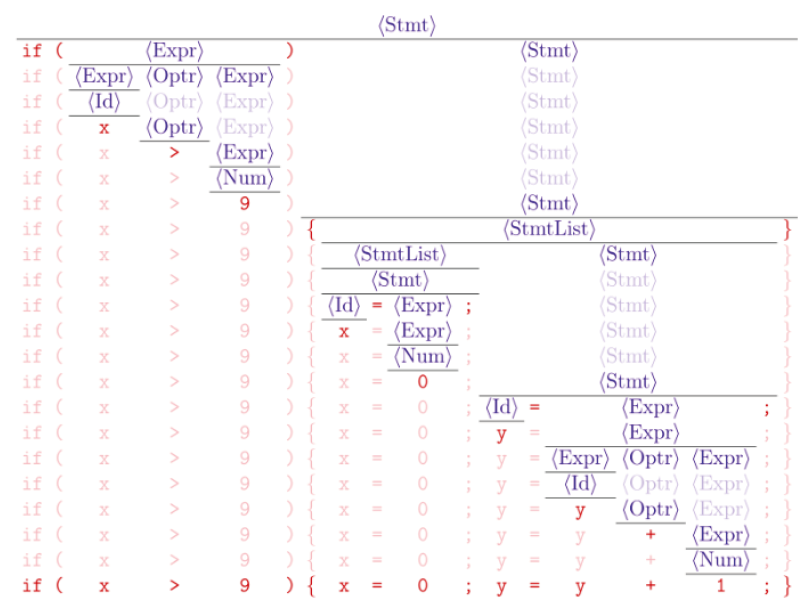 ⟨Stmt⟩
if ( ⟨Expr⟩ ) ⟨Stmt⟩
if ( ⟨Expr⟩ ⟨Optr⟩ ⟨Expr⟩ ) ⟨Stmt⟩
if ( ⟨Id⟩ ⟨Optr⟩ ⟨Expr⟩ ) ⟨Stmt⟩
if ( x ⟨Optr⟩ ⟨Expr⟩ ) ⟨Stmt⟩
if ( x > ⟨Expr⟩ ) ⟨Stmt⟩
if ( x > ⟨Num⟩ ) ⟨Stmt⟩
if ( x > 9 ) ⟨Stmt⟩
if ( x > 9 ) { ⟨StmtList⟩ }
if ( x > 9 ) { ⟨StmtList⟩ ⟨Stmt⟩ }
if ( x > 9 ) { ⟨Stmt⟩ ⟨Stmt⟩ }
if ( x > 9 ) { ⟨Id⟩ = ⟨Expr⟩ ; ⟨Stmt⟩ }
if ( x > 9 ) { x = ⟨Expr⟩ ; ⟨Stmt⟩ }
if ( x > 9 ) { x = ⟨Num⟩ ; ⟨Stmt⟩ }
if ( x > 9 ) { x = 0 ; ⟨Stmt⟩ }
if ( x > 9 ) { x = 0 ; ⟨Id⟩ = ⟨Expr⟩ ; }
if ( x > 9 ) { x = 0 ; y = ⟨Expr⟩ ; }
if ( x > 9 ) { x = 0 ; y = ⟨Expr⟩ ⟨Optr⟩ ⟨Expr⟩ ; }
if ( x > 9 ) { x = 0 ; y = ⟨Id⟩ ⟨Optr⟩ ⟨Expr⟩ ; }
if ( x > 9 ) { x = 0 ; y = y ⟨Optr⟩ ⟨Expr⟩ ; }
if ( x > 9 ) { x = 0 ; y = y + ⟨Expr⟩ ; }
if ( x > 9 ) { x = 0 ; y = y + ⟨Num⟩ ; }
if ( x > 9 ) { x = 0 ; y = y + 1 ; }